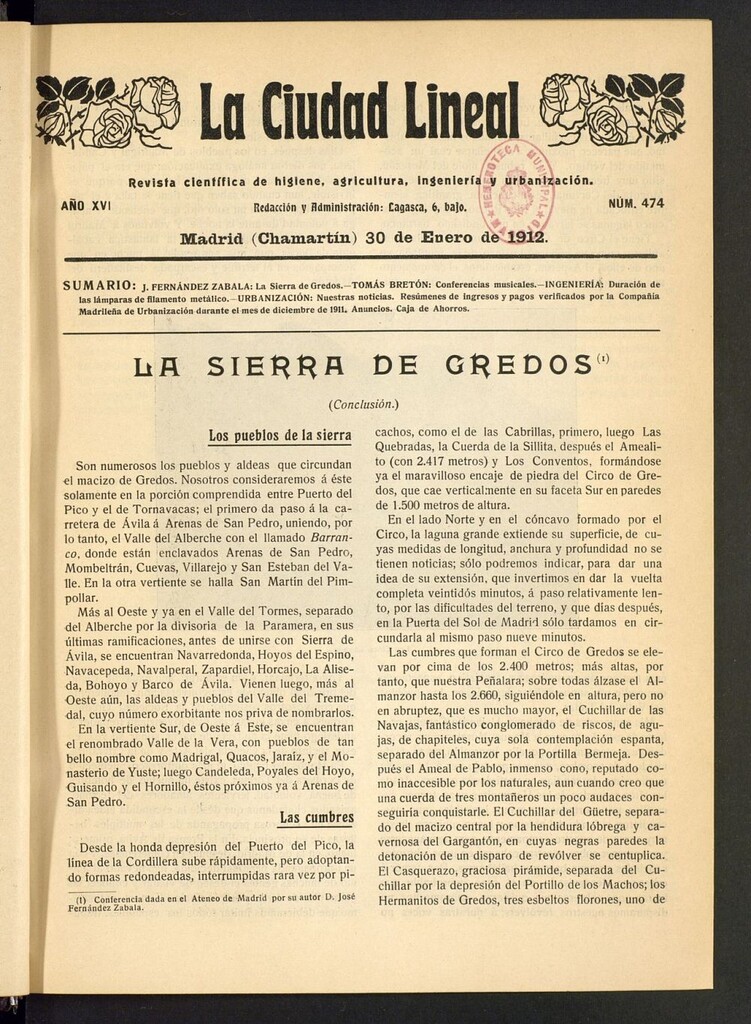 La Ciudad Lineal
HEMEROTECA MUNICIPAL
Revista científica de higiene, agricultura, ingeniería y urbanización.
AÑO XVI
Redacción y Administración: Lagasca, 6, bajo.
NÚM. 474
Madrid (Chamartín) 30 de Enero de 1912.
SUMARIO: J. FERNÁNDEZ ZABALA: La Sierra de Gredos.—TOMÁS BRETÓN: Conferencias musicales.—INGENIERÍA: Duración de
las lámparas de filamento metálico.—URBANIZACIÓN: Nuestras noticias. Resúmenes de ingresos y pagos verificados por la Compañía
Madrileña de Urbanización durante el mes de diciembre de 1911. Anuncios. Caja de Ahorros.
LA SIERRA DE GREDOS (1)
(Conclusión.)
Los pueblos de la sierra
Son numerosos los pueblos y aldeas que circundan
el macizo de Gredos. Nosotros consideraremos á éste
solamente en la porción comprendida entre Puerto del
Pico y el de Tornavacas; el primero da paso á la ca-
rretera de Ávila á Arenas de San Pedro, uniendo, por
lo tanto, el Valle del Alberche con el llamado Barran-
co, donde están enclavados Arenas de San Pedro,
Mombeltrán, Cuevas, Villarejo y San Esteban del Va-
lle. En la otra vertiente se halla San Martin del Pim-
pollar.
Más al Oeste y ya en el Valle del Tormes, separado
del Alberche por la divisoria de la Paramera, en sus
últimas ramificaciones, antes de unirse con Sierra de
Ávila, se encuentran Navarredonda, Hoyos del Espino,
Navacepeda, Navalperal, Zapardiel, Horcajo, La Alise-
da, Bohoyo y Barco de Ávila. Vienen luego, más al
Oeste aún, las aldeas y pueblos del Valle del Treme-
dal, cuyo número exorbitante nos priva de nombrarlos.
En la vertiente Sur, de Oeste á Este, se encuentran
el renombrado Valle de la Vera, con pueblos de tan
bello nombre como Madrigal, Quacos, Jaraíz, y el Mo-
nasterio de Yuste; luego Candeleda, Poyales del Hoyo,
Guisando y el Hornillo, éstos próximos ya á Arenas de
San Pedro.
Las cumbres
Desde la honda depresión del Puerto del Pico, la
línea de la Cordillera sube rápidamente, pero adoptan-
do formas redondeadas, interrumpidas rara vez por pi-
(1) Conferencia dada en el Ateneo de Madrid por su autor D. José
Fernández Zabala.
cachos, como el de las Cabrillas, primero, luego Las
Quebradas, la Cuerda de la Sillita, después el Ameali-
to (con 2.417 metros) y Los Conventos, formándose
ya el maravilloso encaje de piedra del Circo de Gre-
dos, que cae vertical:mente en su faceta Sur en paredes
de 1.500 metros de altura.
En el lado Norte y en el cóncavo formado por el
Circo, la laguna grande extiende su superficie, de cu-
yas medidas de longitud, anchura y profundidad no se
tienen noticias; sólo podremos indicar, para dar una
idea de su extensión, que invertimos en dar la vuelta
completa veintidós minutos, á paso relativamente len-
to, por las dificultades del terreno, y que días después,
en la Puerta del Sol de Madrid sólo tardamos en cir-
cundarla al mismo paso nueve minutos.
Las cumbres que forman el Circo de Gredos se ele-
van por cima de los 2.400 metros; más altas, por
tanto, que nuestra Peñalara; sobre todas álzase el Al-
manzor hasta los 2.660, siguiéndole en altura, pero no
en abruptez, que es mucho mayor, el Cuchillar de las
Navajas, fantástico conglomerado de riscos, de agu-
jas, de chapiteles, cuya sola contemplación espanta,
separado del Almanzor por la Portilla Bermeja. Des-
pués el Ameal de Pablo, inmenso cono, reputado co-
mo inaccesible por los naturales, aun cuando creo que
una cuerda de tres montañeros un poco audaces con-
seguiria conquistarle. El Cuchillar del Güetre, separa-
do del macizo central por la hendidura lóbrega y ca-
vernosa del Gargantón, en cuyas negras paredes la
detonación de un disparo de revólver se centuplica.
El Casquerazo, graciosa pirámide, separada del Cu-
chillar por la depresión del Portillo de los Machos; los
Hermanitos de Gredos, tres esbeltos florones, uno de